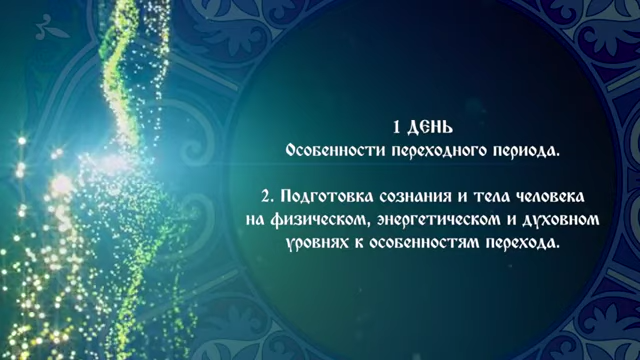 1 ДЕНЬ
Особенности переходного периода.
2. Подготовка сознания и тела человека
на физическом, энергетическом и духовном
уровнях к особенностям перехода.